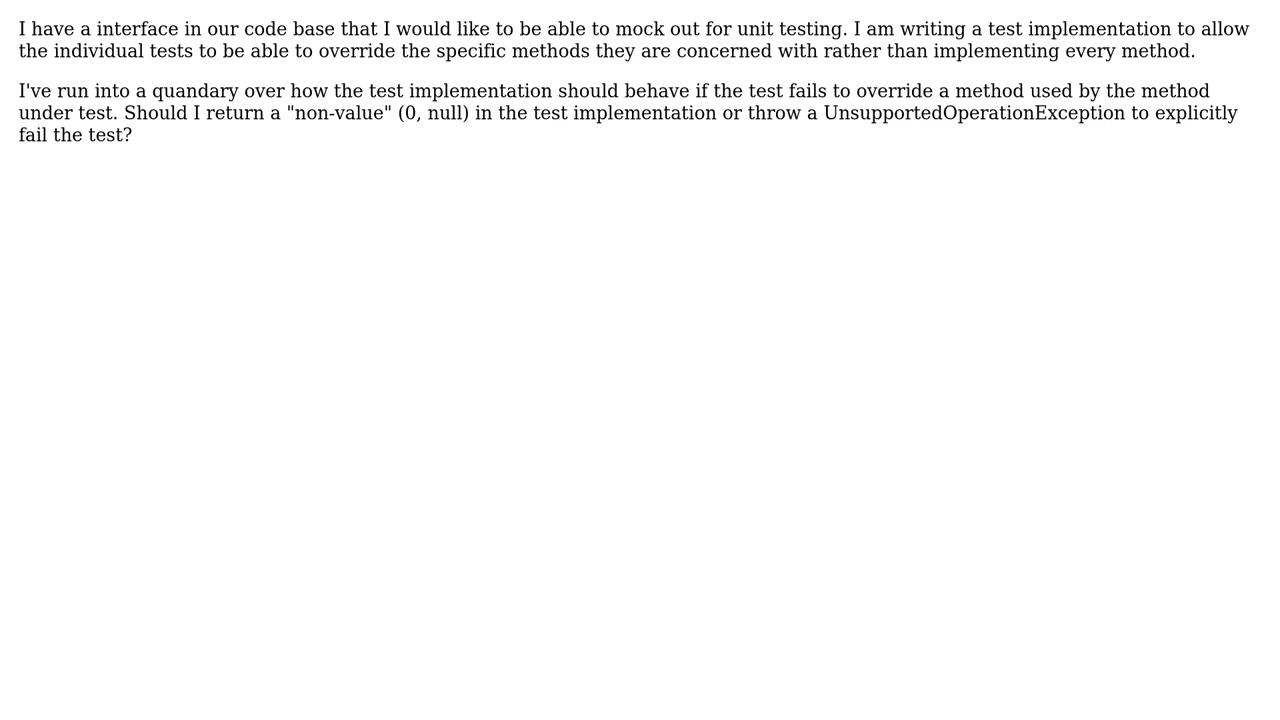 I have a interface in our code base that I would like to be able to mock out for unit testing. I am writing a test implementation to allow
the individual tests to be able to override the specific methods they are concerned with rather than implementing every method.
I've run into a quandary over how the test implementation should behave if the test fails to override a method used by the method
under test. Should I return a "non-value" (0, null) in the test implementation or throw a UnsupportedOperationException to explicitly
fail the test?